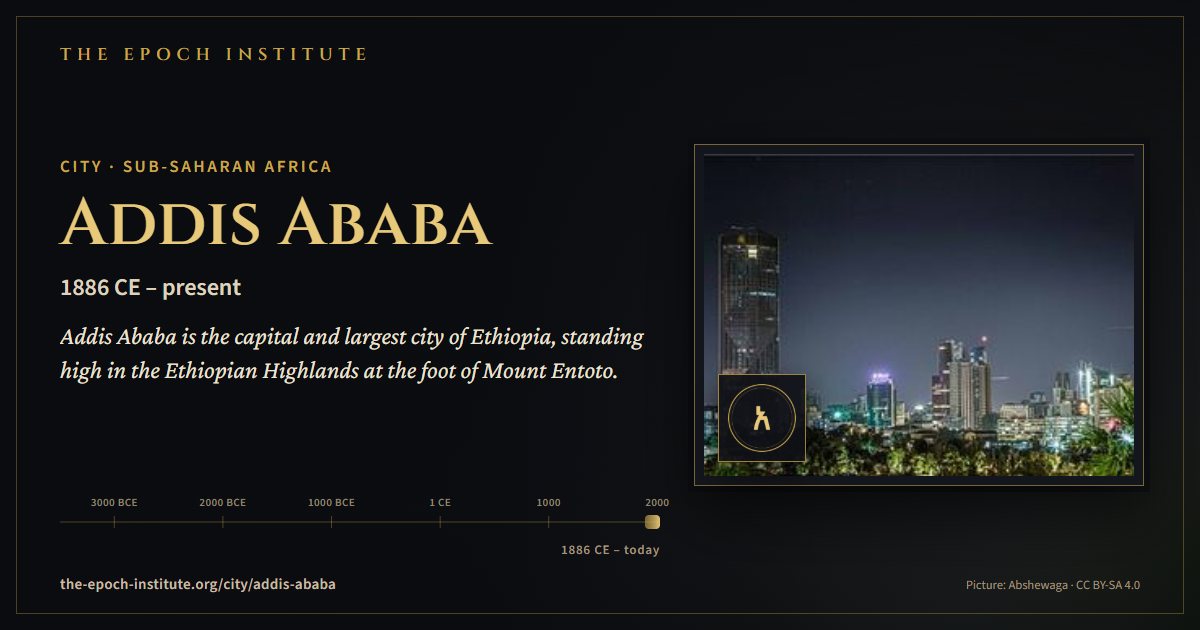 THE EPOCH INSTITUTE
CITY · SUB-SAHARAN AFRICA
ADDIS ABABA
1886 CE – present
Addis Ababa is the capital and largest city of Ethiopia, standing
high in the Ethiopian Highlands at the foot of Mount Entoto.
አ
3000 BCE 2000 BCE 1000 BCE 1 CE 1000 2000
1886 CE – today
the-epoch-institute.org/city/addis-ababa
Picture: Abshewaga · CC BY-SA 4.0